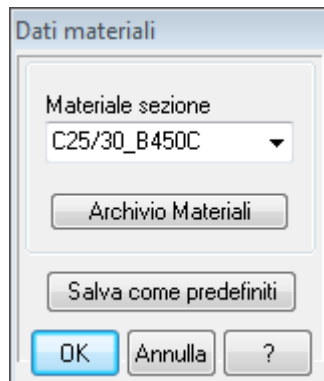 Dati materiali
Materiale sezione
C25/30_B450C
Archivio Materiali
Salva come predefiniti
OK Annulla ?